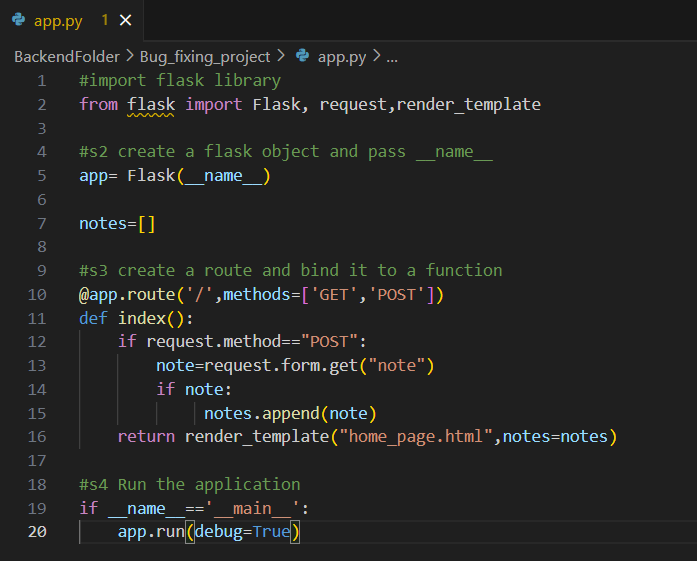 app.py 1 ×
BackendFolder > Bug_fixing_project > app.py > ...
1 #import flask library
2 from flask import Flask, request,render_template
3
4 #s2 create a flask object and pass __name__
5 app= Flask(__name__)
6
7 notes=[]
8
9 #s3 create a route and bind it to a function
10 @app.route('/',methods=['GET','POST'])
11 def index():
12     if request.method=="POST":
13         note=request.form.get("note")
14         if note:
15              notes.append(note)
16     return render_template("home_page.html",notes=notes)
17
18 #s4 Run the application
19 if __name__=='__main__':
20     app.run(debug=True)